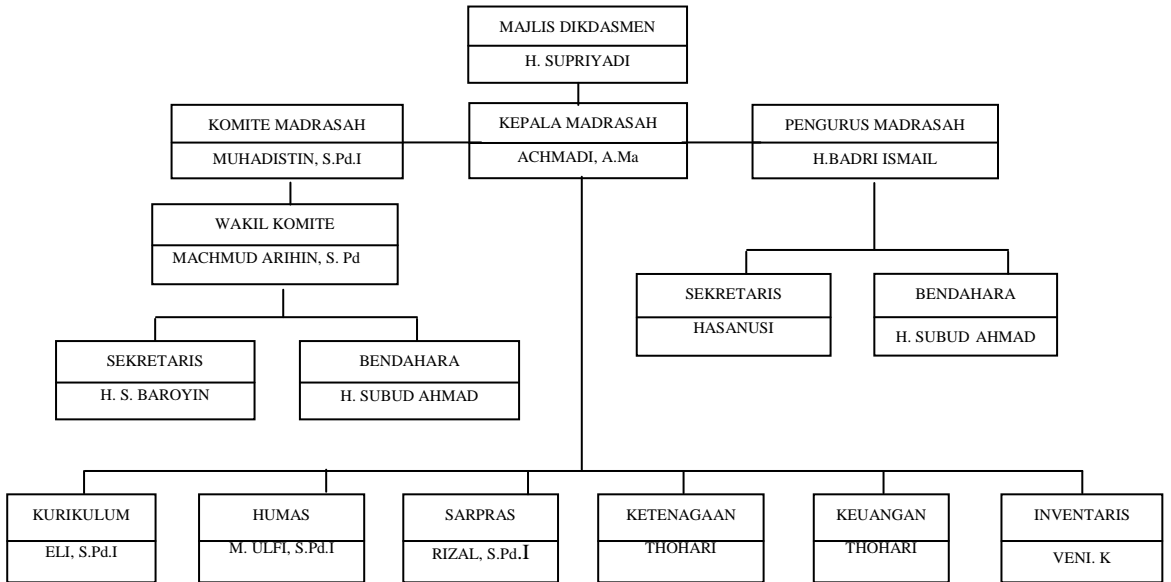 MAJLIS DIKDASMEN
H. SUPRIYADI
KOMITE MADRASAH
MUHADISTIN, S.Pd.I
KEPALA MADRASAH
ACHMADI, A.Ma
PENGURUS MADRASAH
H.BADRI ISMAIL
WAKIL KOMITE
MACHMUD ARIHIN, S. Pd
SEKRETARIS
HASANUSI
BENDAHARA
H. SUBUD AHMAD
SEKRETARIS
H. S. BAROYIN
BENDAHARA
H. SUBUD AHMAD
KURIKULUM
ELI, S.Pd.I
HUMAS
M. ULFI, S.Pd.I
SARPRAS
RIZAL, S.Pd.I
KETENAGAAN
THOHARI
KEUANGAN
THOHARI
INVENTARIS
VENI. K